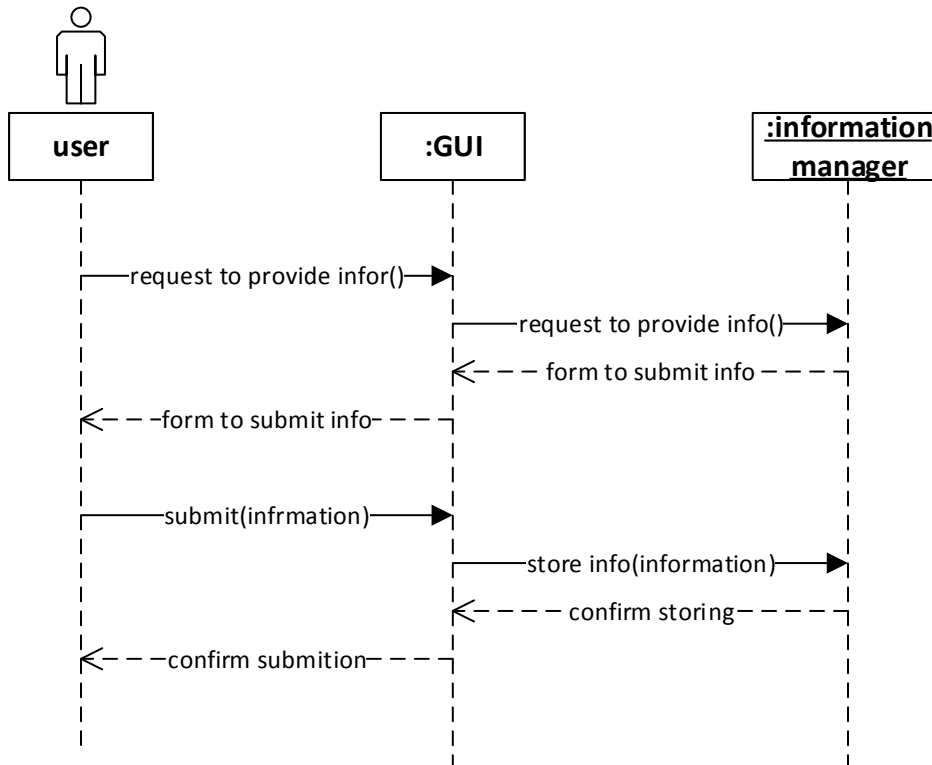 user
:GUI
:information
manager
request to provide infor()
request to provide info()
form to submit info
form to submit info
submit(infrmation)
store info(information)
confirm storing
confirm submition